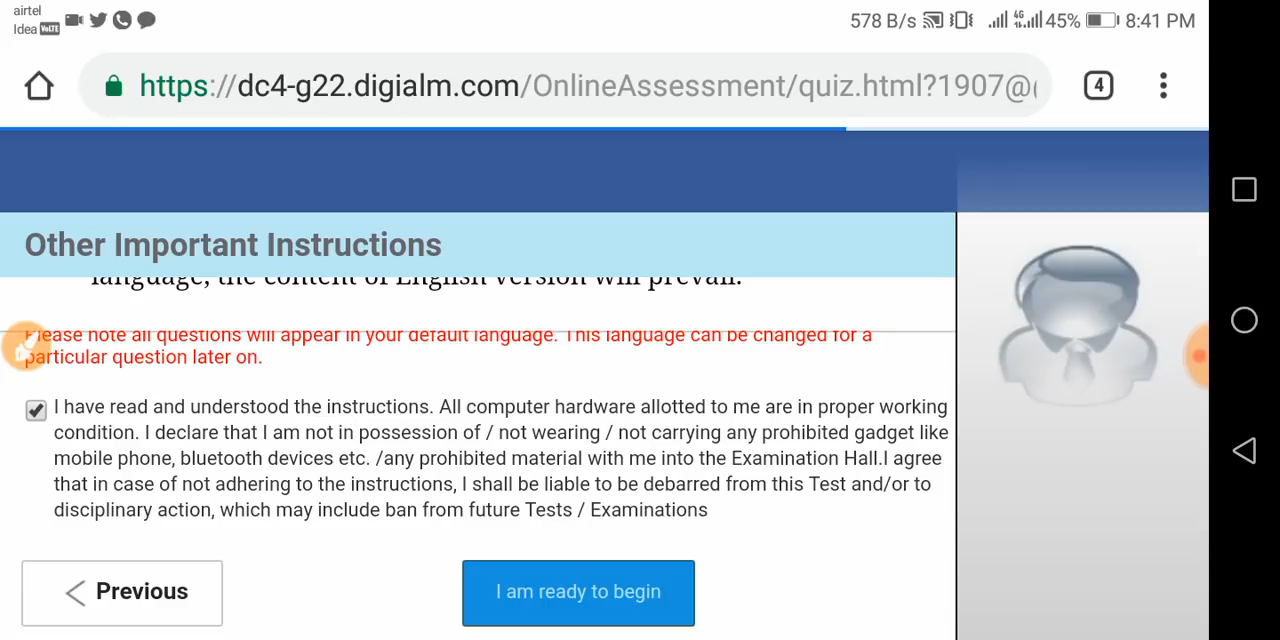 airtel
Idea VoLTE
578 B/s 4G 45% 8:41 PM
https://dc4-g22.digialm.com/OnlineAssessment/quiz.html?1907@
4
Other Important Instructions
language, the content of English version will prevail.
Please note all questions will appear in your default language. This language can be changed for a
particular question later on.
I have read and understood the instructions. All computer hardware allotted to me are in proper working
condition. I declare that I am not in possession of / not wearing / not carrying any prohibited gadget like
mobile phone, bluetooth devices etc. /any prohibited material with me into the Examination Hall.I agree
that in case of not adhering to the instructions, I shall be liable to be debarred from this Test and/or to
disciplinary action, which may include ban from future Tests / Examinations
Previous
I am ready to begin